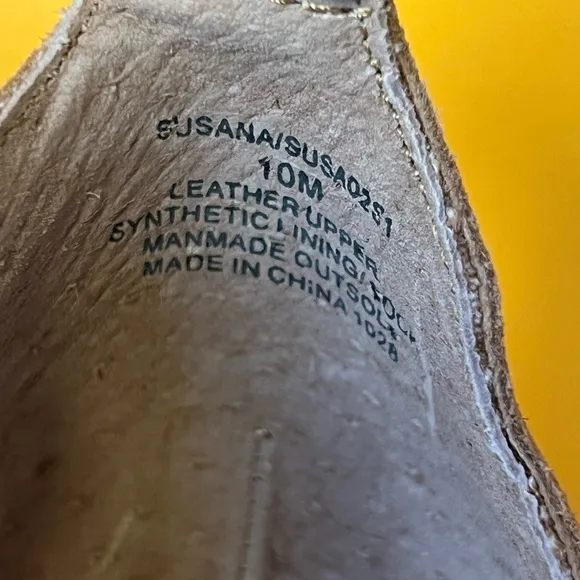 SUSANA/SUSA02S1
10M
LEATHER UPPER
SYNTHETIC LINING/SOCK
MANMADE OUTSOLE
MADE IN CHINA 1028